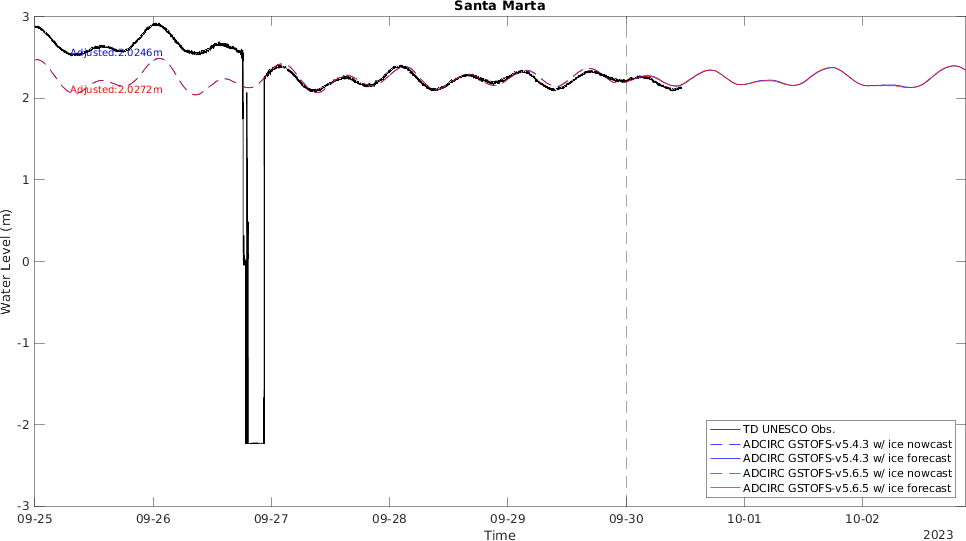 Santa Marta
3
2
1
0
-1
-2
-3
Water Level (m)
Adjusted:2.0246m
Adjusted:2.0272m
TD UNESCO Obs.
ADCIRC GSTOFS-v5.4.3 w/ ice nowcast
ADCIRC GSTOFS-v5.4.3 w/ ice forecast
ADCIRC GSTOFS-v5.6.5 w/ ice nowcast
ADCIRC GSTOFS-v5.6.5 w/ ice forecast
09-25 09-26 09-27 09-28 09-29 09-30 10-01 10-02
Time
2023